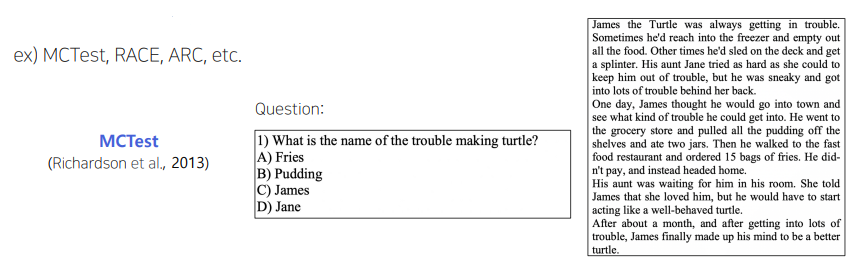 ex) MCTest, RACE, ARC, etc.
MCTest
(Richardson et al., 2013)
Question:
1) What is the name of the trouble making turtle?
A) Fries
B) Pudding
C) James
D) Jane
James the Turtle was always getting in trouble.
Sometimes he'd reach into the freezer and empty out
all the food. Other times he'd sled on the deck and get
a splinter. His aunt Jane tried as hard as she could to
keep him out of trouble, but he was sneaky and got
into lots of trouble behind her back.
One day, James thought he would go into town and
see what kind of trouble he could get into. He went to
the grocery store and pulled all the pudding off the
shelves and ate two jars. Then he walked to the fast
food restaurant and ordered 15 bags of fries. He did-
n't pay, and instead headed home.
His aunt was waiting for him in his room. She told
James that she loved him, but he would have to start
acting like a well-behaved turtle.
After about a month, and after getting into lots of
trouble, James finally made up his mind to be a better
turtle.